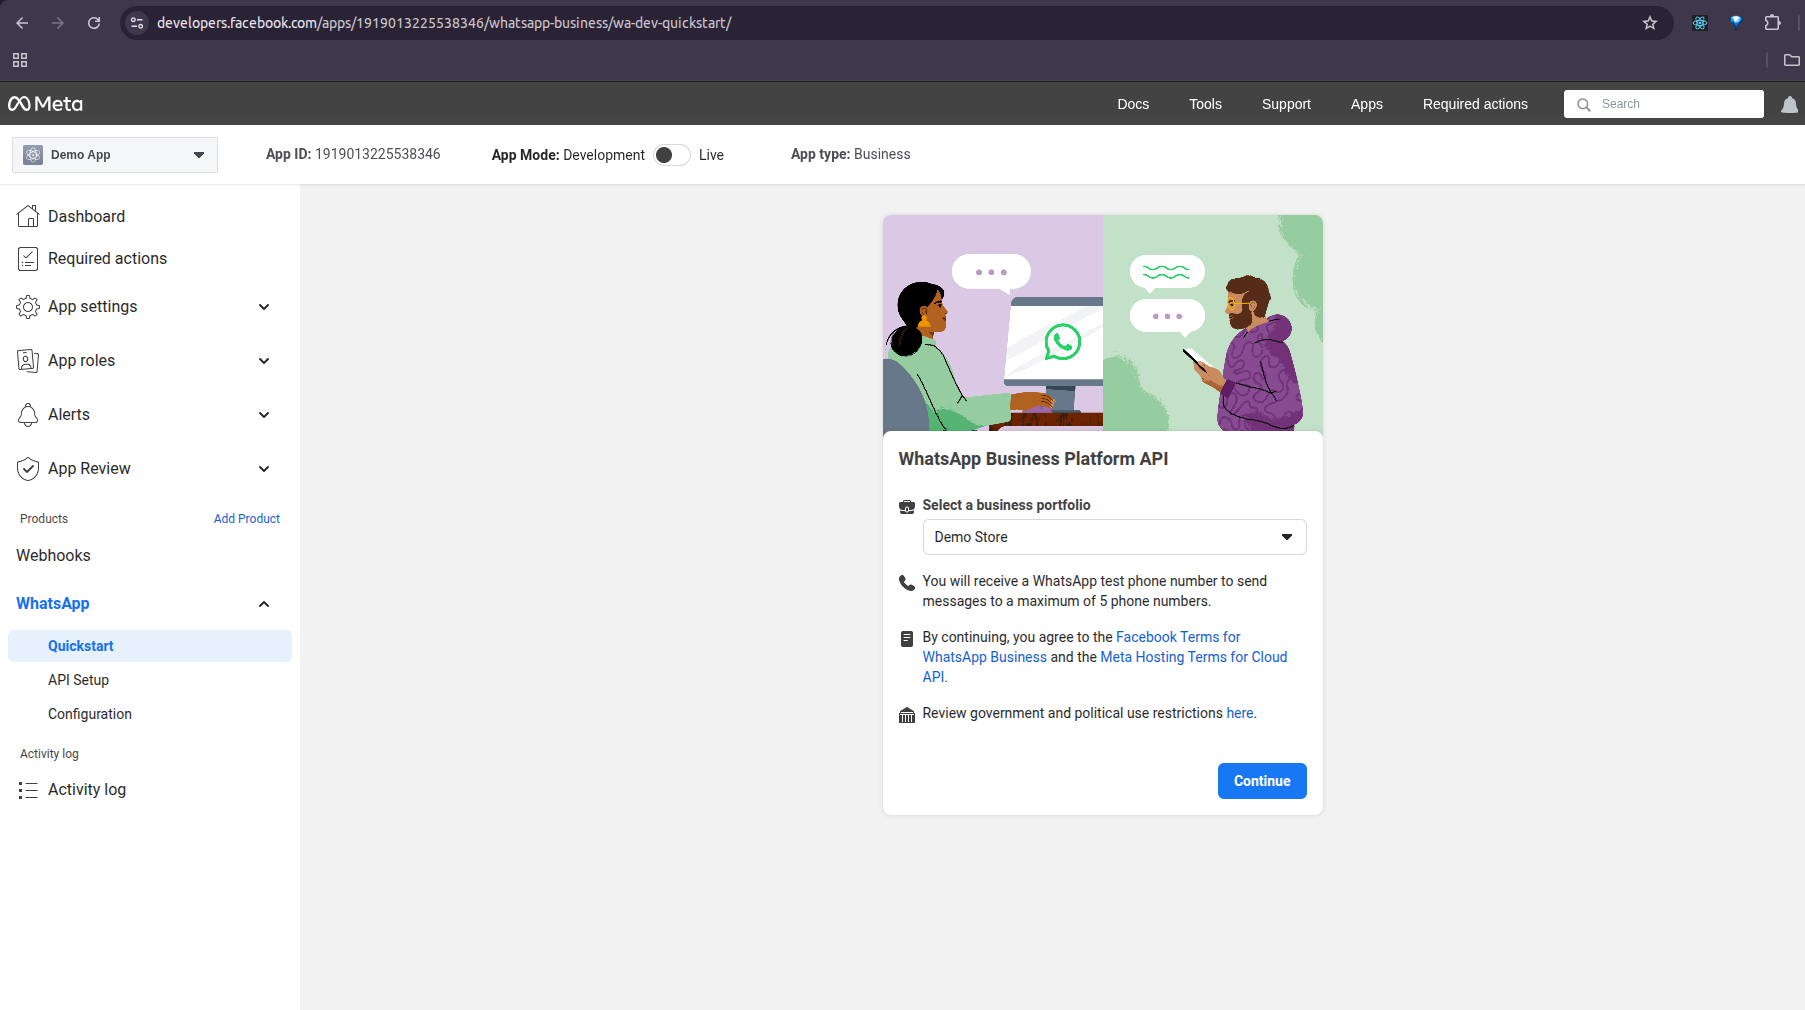 developers.facebook.com/apps/1919013225538346/whatsapp-business/wa-dev-quickstart/
Meta
Docs
Tools
Support
Apps
Required actions
Search
Demo App
App ID: 1919013225538346
App Mode: Development
Live
App type: Business
Dashboard
Required actions
App settings
App roles
Alerts
App Review
Products
Add Product
Webhooks
WhatsApp
Quickstart
API Setup
Configuration
Activity log
Activity log
WhatsApp Business Platform API
Select a business portfolio
Demo Store
You will receive a WhatsApp test phone number to send
messages to a maximum of 5 phone numbers.
By continuing, you agree to the Facebook Terms for
WhatsApp Business and the Meta Hosting Terms for Cloud
API.
Review government and political use restrictions here.
Continue